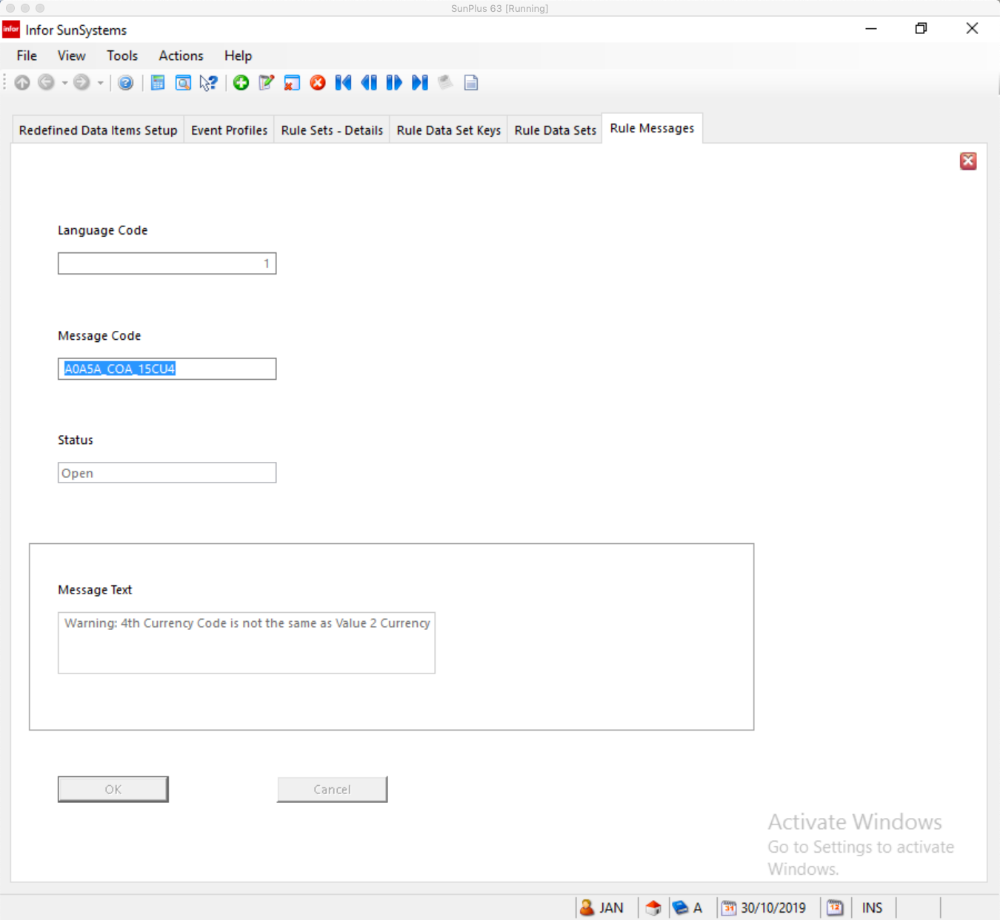 SunPlus 63 [Running]
infor Infor SunSystems
File View Tools Actions Help
Redefined Data Items Setup Event Profiles Rule Sets - Details Rule Data Set Keys Rule Data Sets Rule Messages
Language Code
1
Message Code
A0A5A_COA_15CU4
Status
Open
Message Text
Warning: 4th Currency Code is not the same as Value 2 Currency
OK Cancel
Activate Windows
Go to Settings to activate
Windows.
JAN A 31 30/10/2019 12 INS